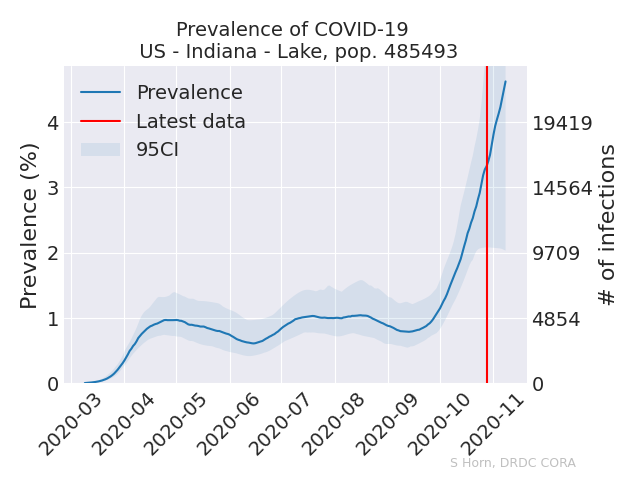 Prevalence of COVID-19
US - Indiana - Lake, pop. 485493
Prevalence
Latest data
95CI
Prevalence (%)
4
3
2
1
0
19419
14564
9709
4854
0
# of infections
2020-03
2020-04
2020-05
2020-06
2020-07
2020-08
2020-09
2020-10
2020-11
S Horn, DRDC CORA